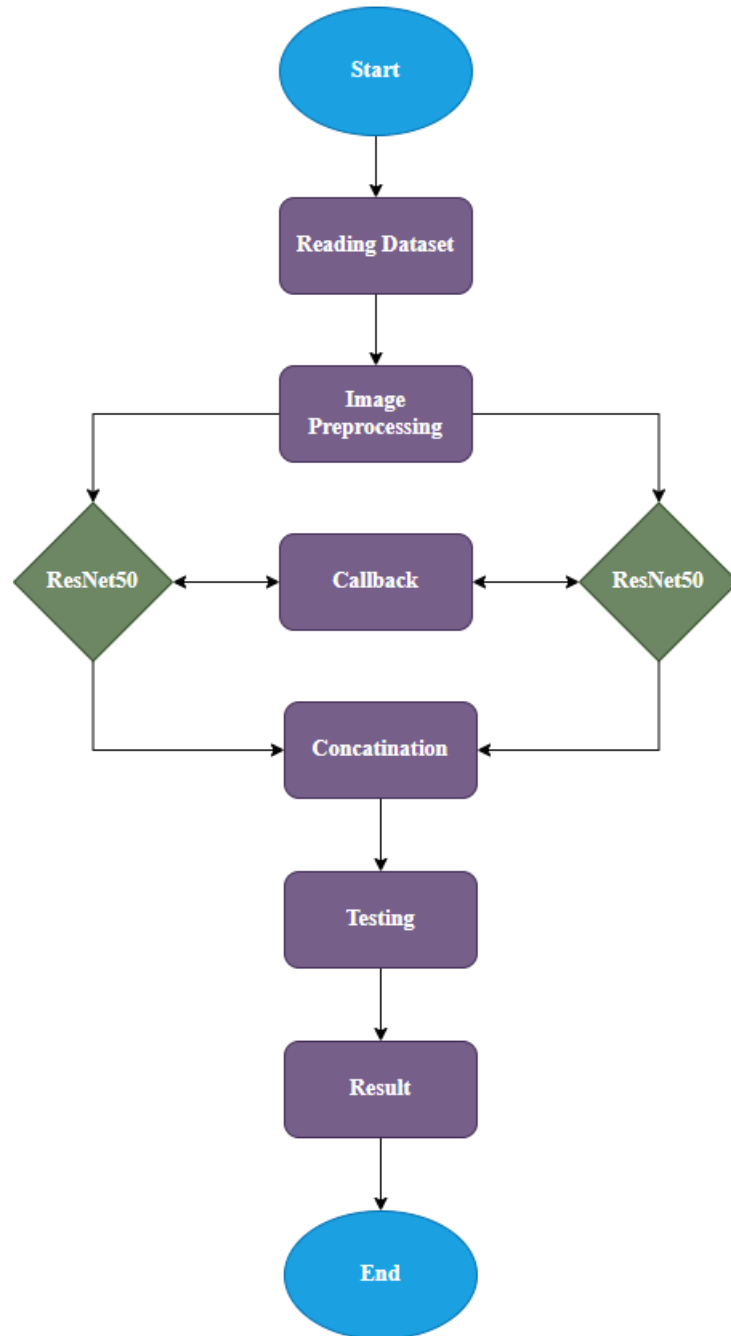 Start
Reading Dataset
Image
Preprocessing
ResNet50
Callback
ResNet50
Concatination
Testing
Result
End